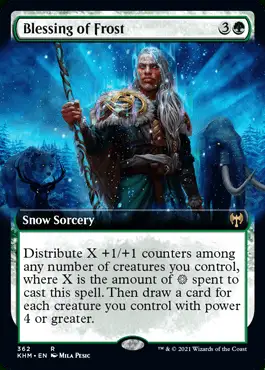 Blessing of Frost 3
Snow Sorcery
Distribute X +1/+1 counters among
any number of creatures you control,
where X is the amount of spent to
cast this spell. Then draw a card for
each creature you control with power
4 or greater.
362 R
KHM • EN MILA PESIC
™ & © 2021 Wizards of the Coast